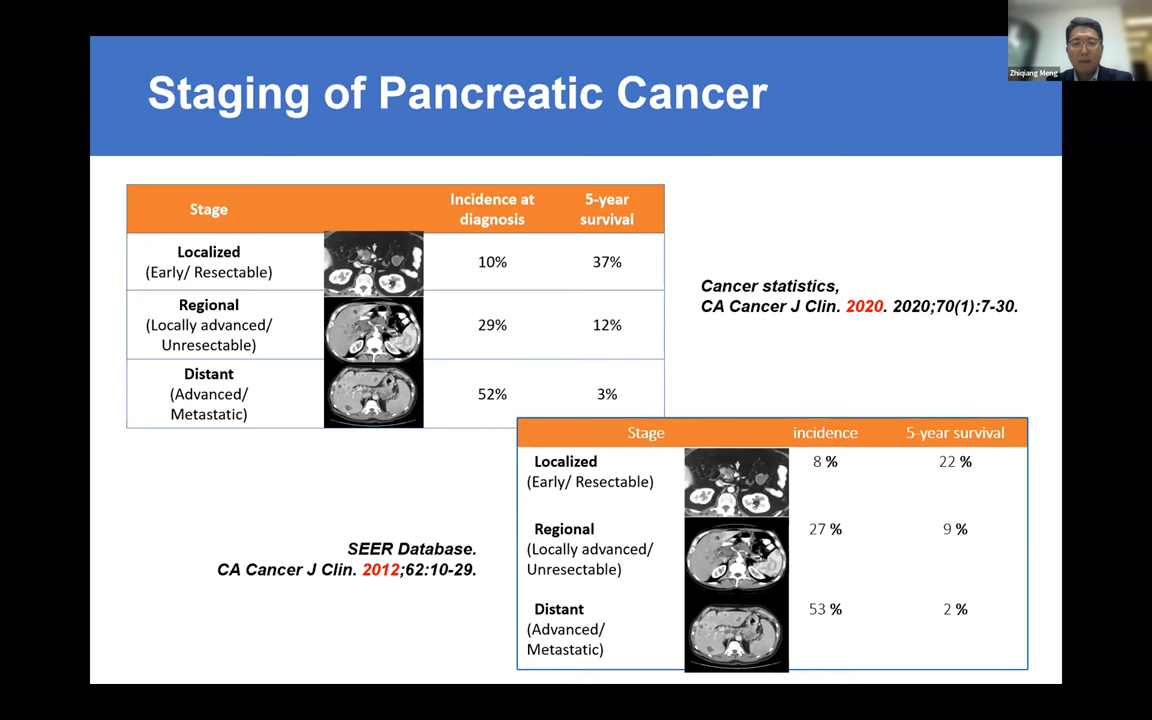 Zhiqiang Meng
Staging of Pancreatic Cancer
Stage
Incidence at
diagnosis
5-year
survival
Localized
(Early/ Resectable)
10%
37%
Regional
(Locally advanced/
Unresectable)
29%
12%
Distant
(Advanced/
Metastatic)
52%
3%
Cancer statistics,
CA Cancer J Clin. 2020. 2020;70(1):7-30.
Stage
incidence
5-year survival
Localized
(Early/ Resectable)
8 %
22 %
Regional
(Locally advanced/
Unresectable)
27 %
9 %
Distant
(Advanced/
Metastatic)
53 %
2 %
SEER Database.
CA Cancer J Clin. 2012;62:10-29.